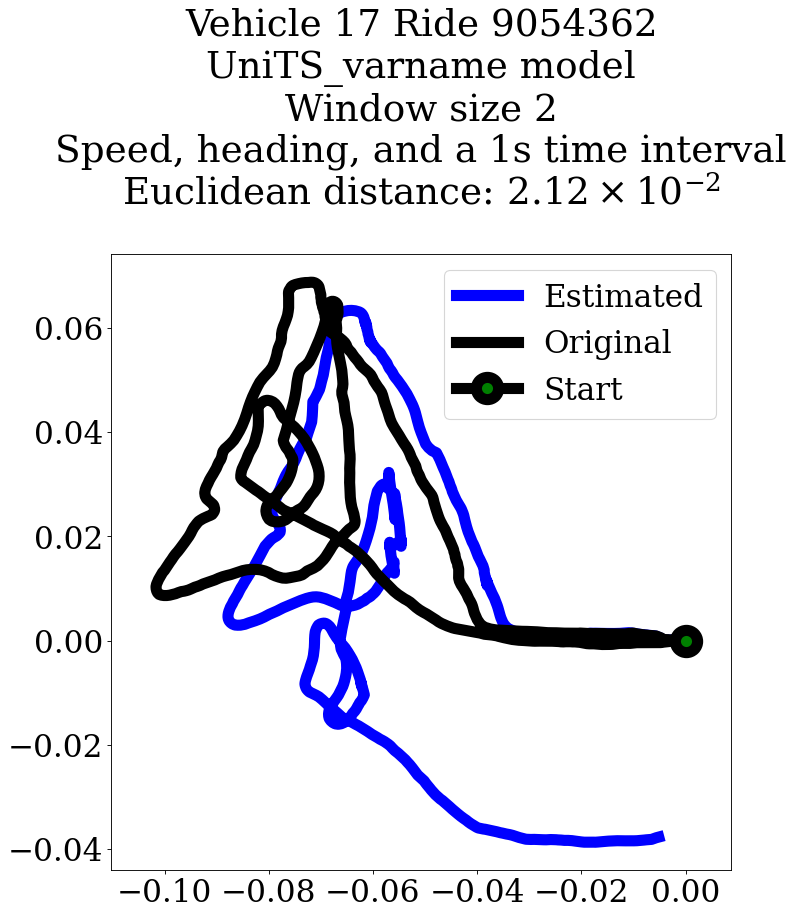 Vehicle 17 Ride 9054362
UniTS_varname model
Window size 2
Speed, heading, and a 1s time interval
Euclidean distance: 2.12 × 10⁻²
Estimated
Original
Start
0.06
0.04
0.02
0.00
−0.02
−0.04
−0.10 −0.08 −0.06 −0.04 −0.02 0.00